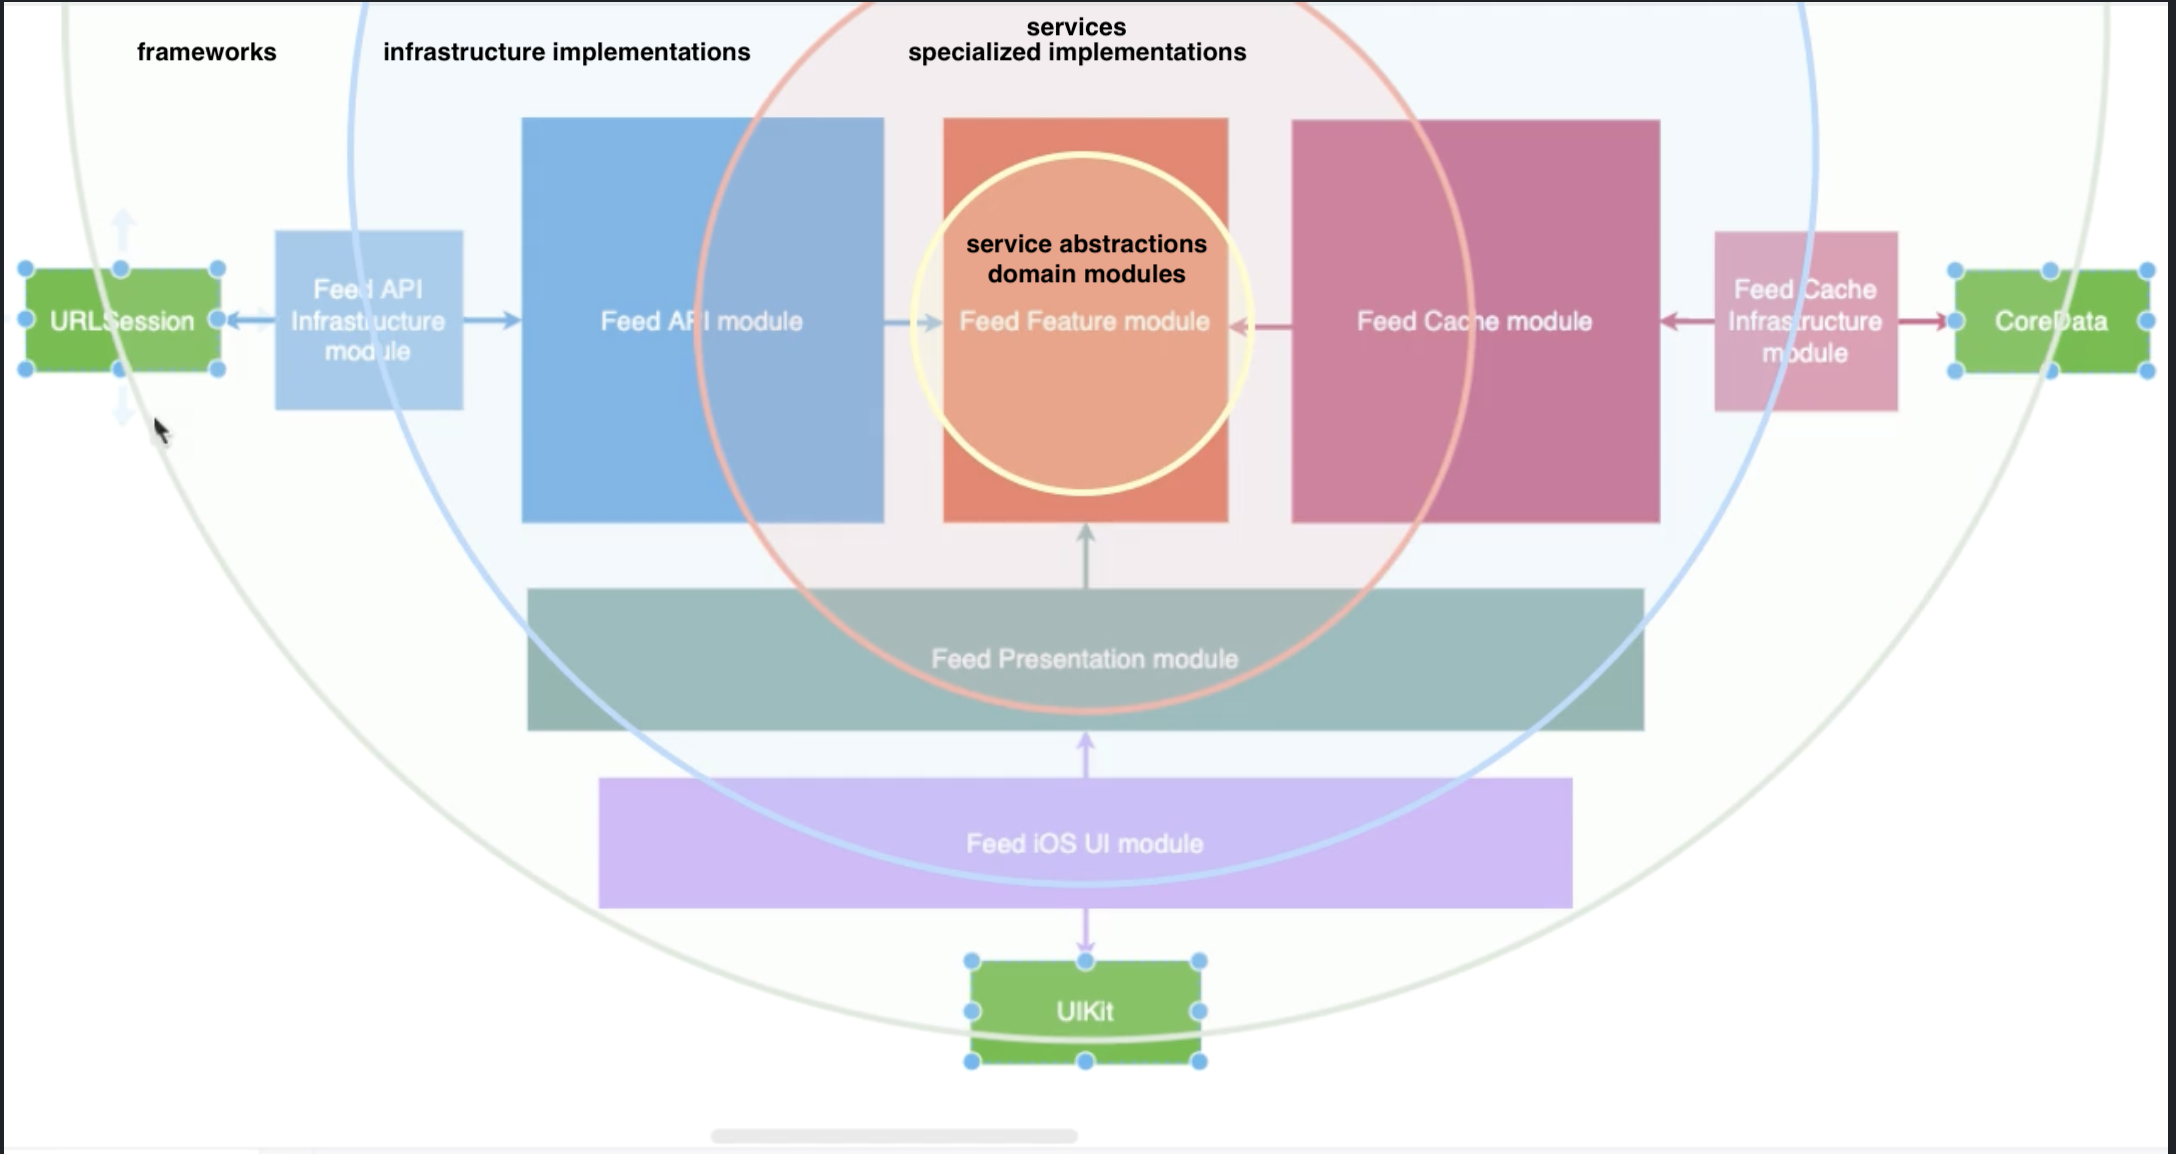 services
frameworks
infrastructure implementations
specialized implementations
service abstractions
domain modules
URLSession
Feed API
Infrastructure
module
Feed API module
Feed Feature module
Feed Cache module
Feed Cache
Infrastructure
module
CoreData
Feed Presentation module
Feed iOS UI module
UIKit